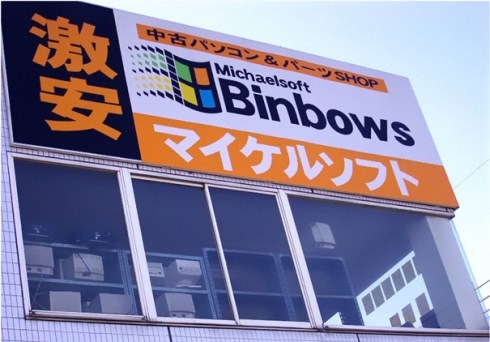 激安
中古パソコン&パーツSHOP
Michaelsoft
Binbows
マイケルソフト